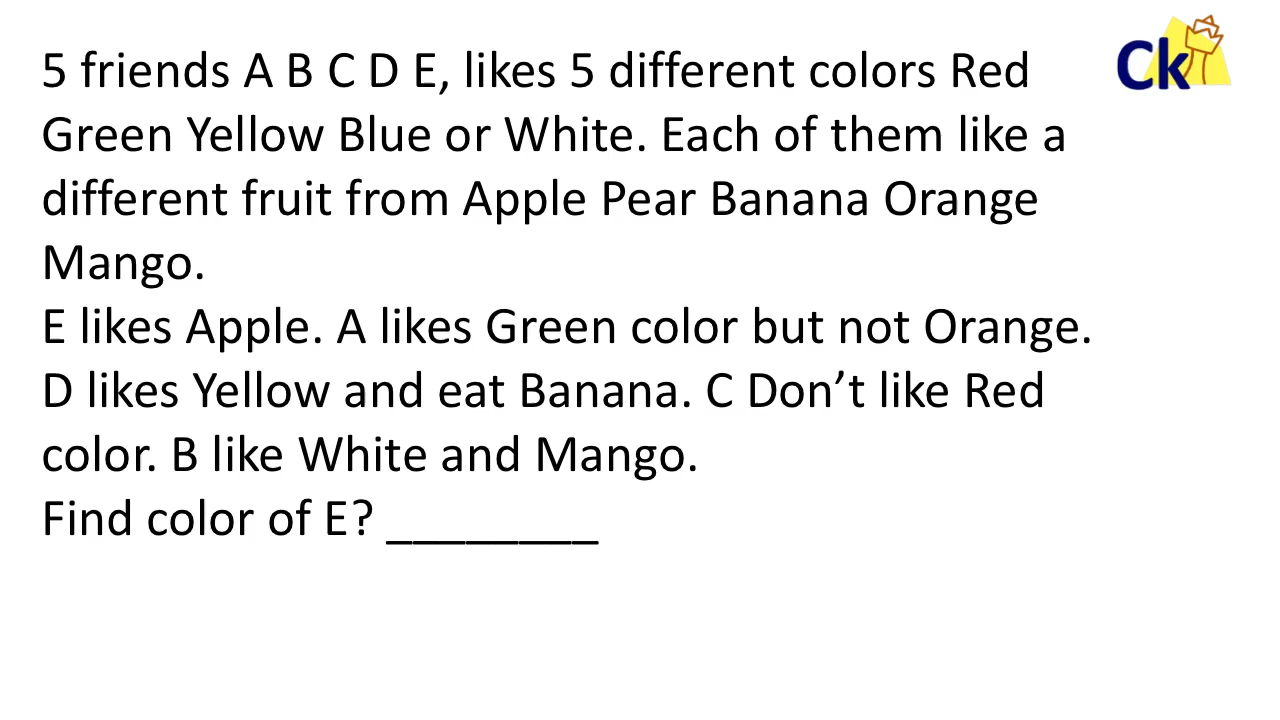 Ck
5 friends A B C D E, likes 5 different colors Red
Green Yellow Blue or White. Each of them like a
different fruit from Apple Pear Banana Orange
Mango.
E likes Apple. A likes Green color but not Orange.
D likes Yellow and eat Banana. C Don’t like Red
color. B like White and Mango.
Find color of E? ________